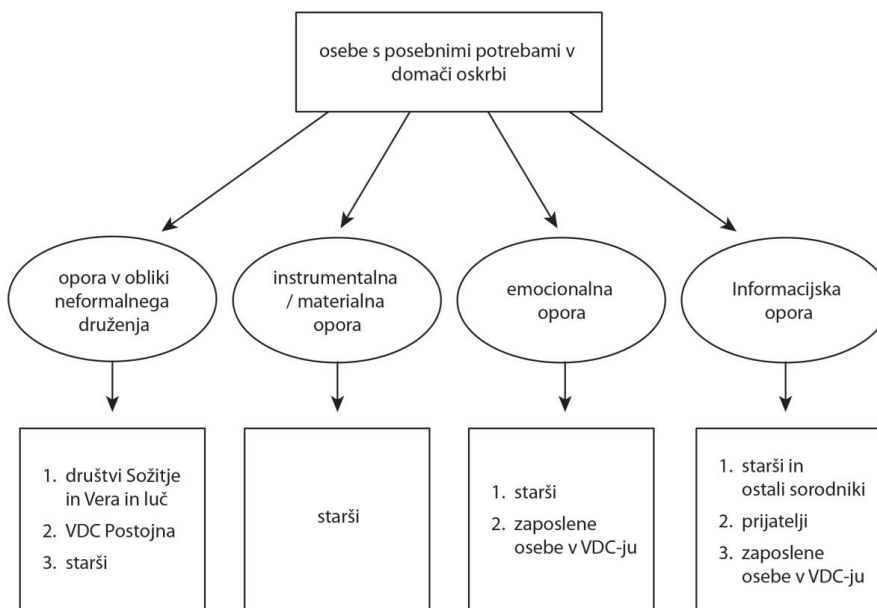 osebe s posebnimi potrebami v
domači oskrbi
opora v obliki
neformalnega
druženja
instrumentalna
/ materialna
opora
emocionalna
opora
Informacijska
opora
1. društvi Sožitje
in Vera in luč
2. VDC Postojna
3. starši
starši
1. starši
2. zaposlene
osebe v VDC-ju
1. starši in
ostali sorodniki
2. prijatelji
3. zaposlene
osebe v VDC-ju